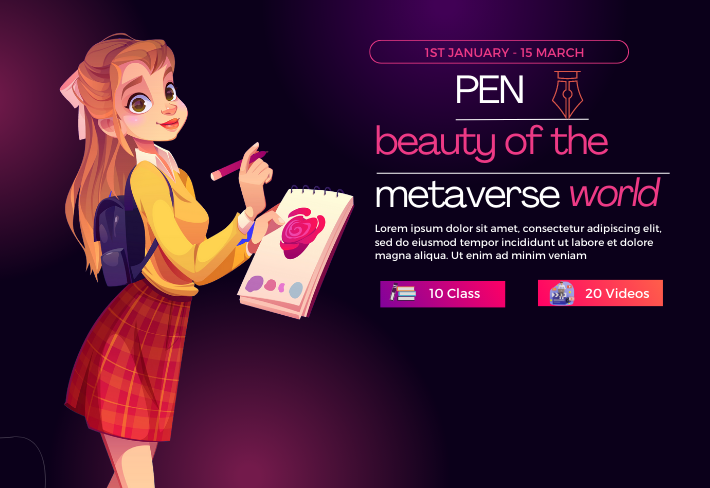 1ST JANUARY - 15 MARCH
PEN
beauty of the
metaverse world
Lorem ipsum dolor sit amet, consectetur adipiscing elit,
sed do eiusmod tempor incididunt ut labore et dolore
magna aliqua. Ut enim ad minim veniam
10 Class
20 Videos